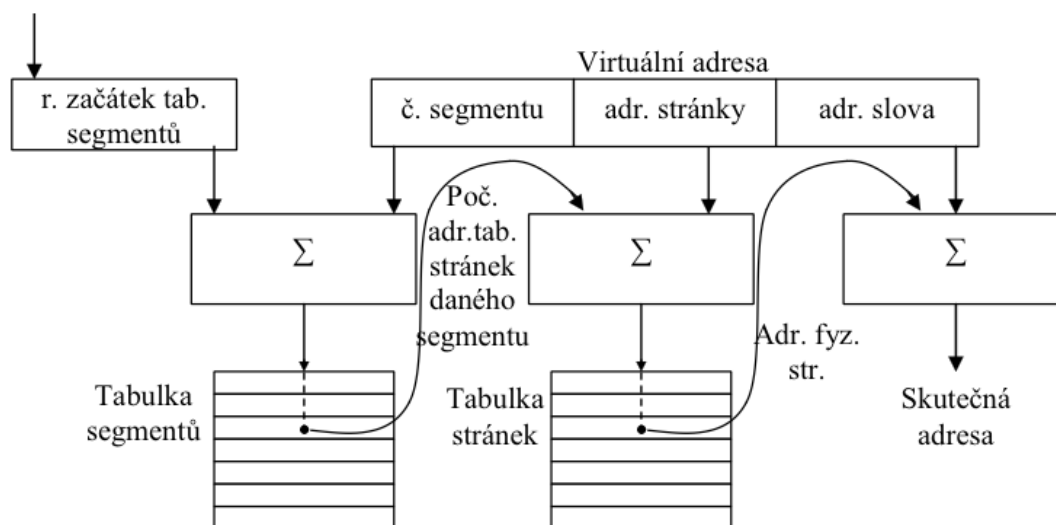 Virtuální adresa
r. začátek tab.
segmentů
č. segmentu
adr. stránky
adr. slova
Poč.
adr.tab.
stránek
daného
segmentu
Σ
Σ
Σ
Adr. fyz.
str.
Tabulka
segmentů
Tabulka
stránek
Skutečná
adresa